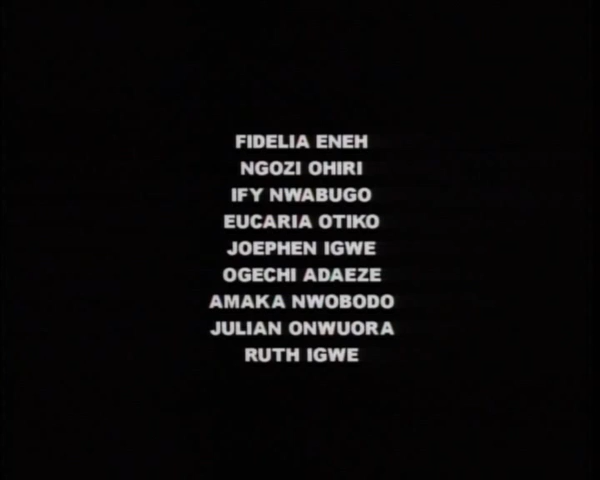 FIDELIA ENEH
NGOZI OHIRI
IFY NWABUGO
EUCARIA OTIKO
JOEPHEN IGWE
OGECHI ADAEZE
AMAKA NWOBODO
JULIAN ONWUORA
RUTH IGWE